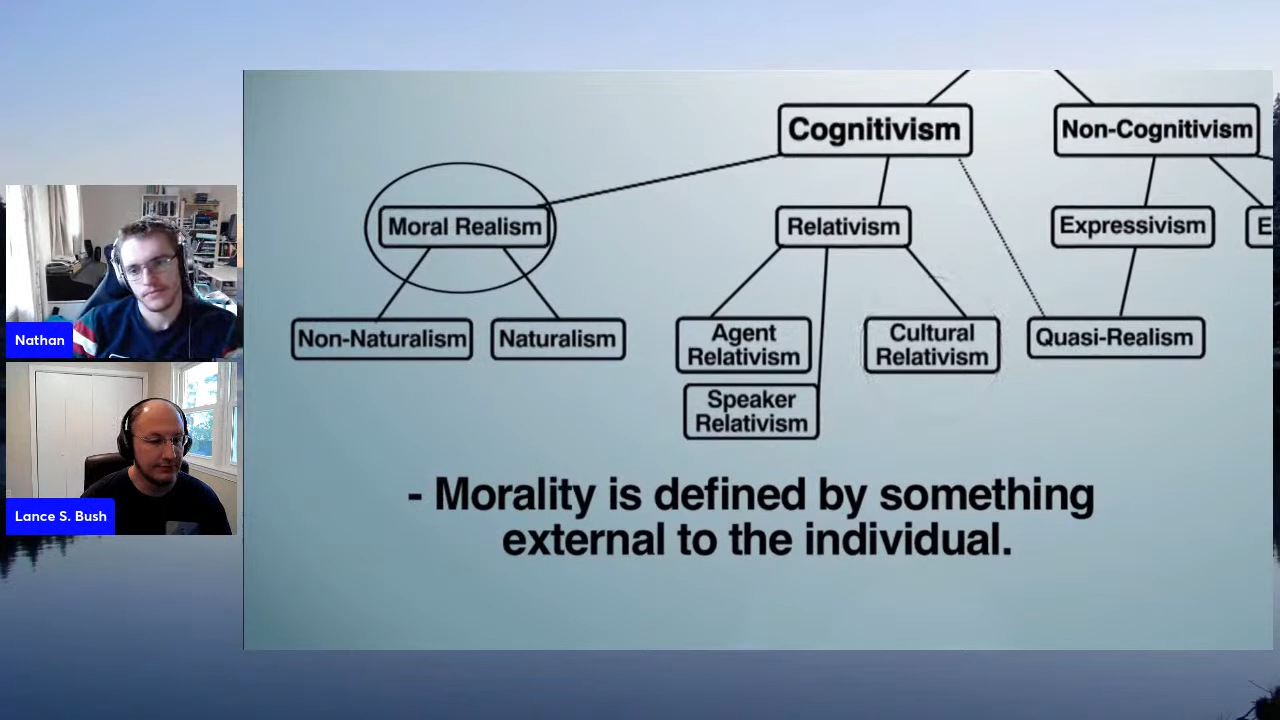 Cognitivism
Non-Cognitivism
Moral Realism
Relativism
Expressivism
E
Non-Naturalism
Naturalism
Agent
Relativism
Cultural
Relativism
Quasi-Realism
Speaker
Relativism
- Morality is defined by something
external to the individual.
Nathan
Lance S. Bush